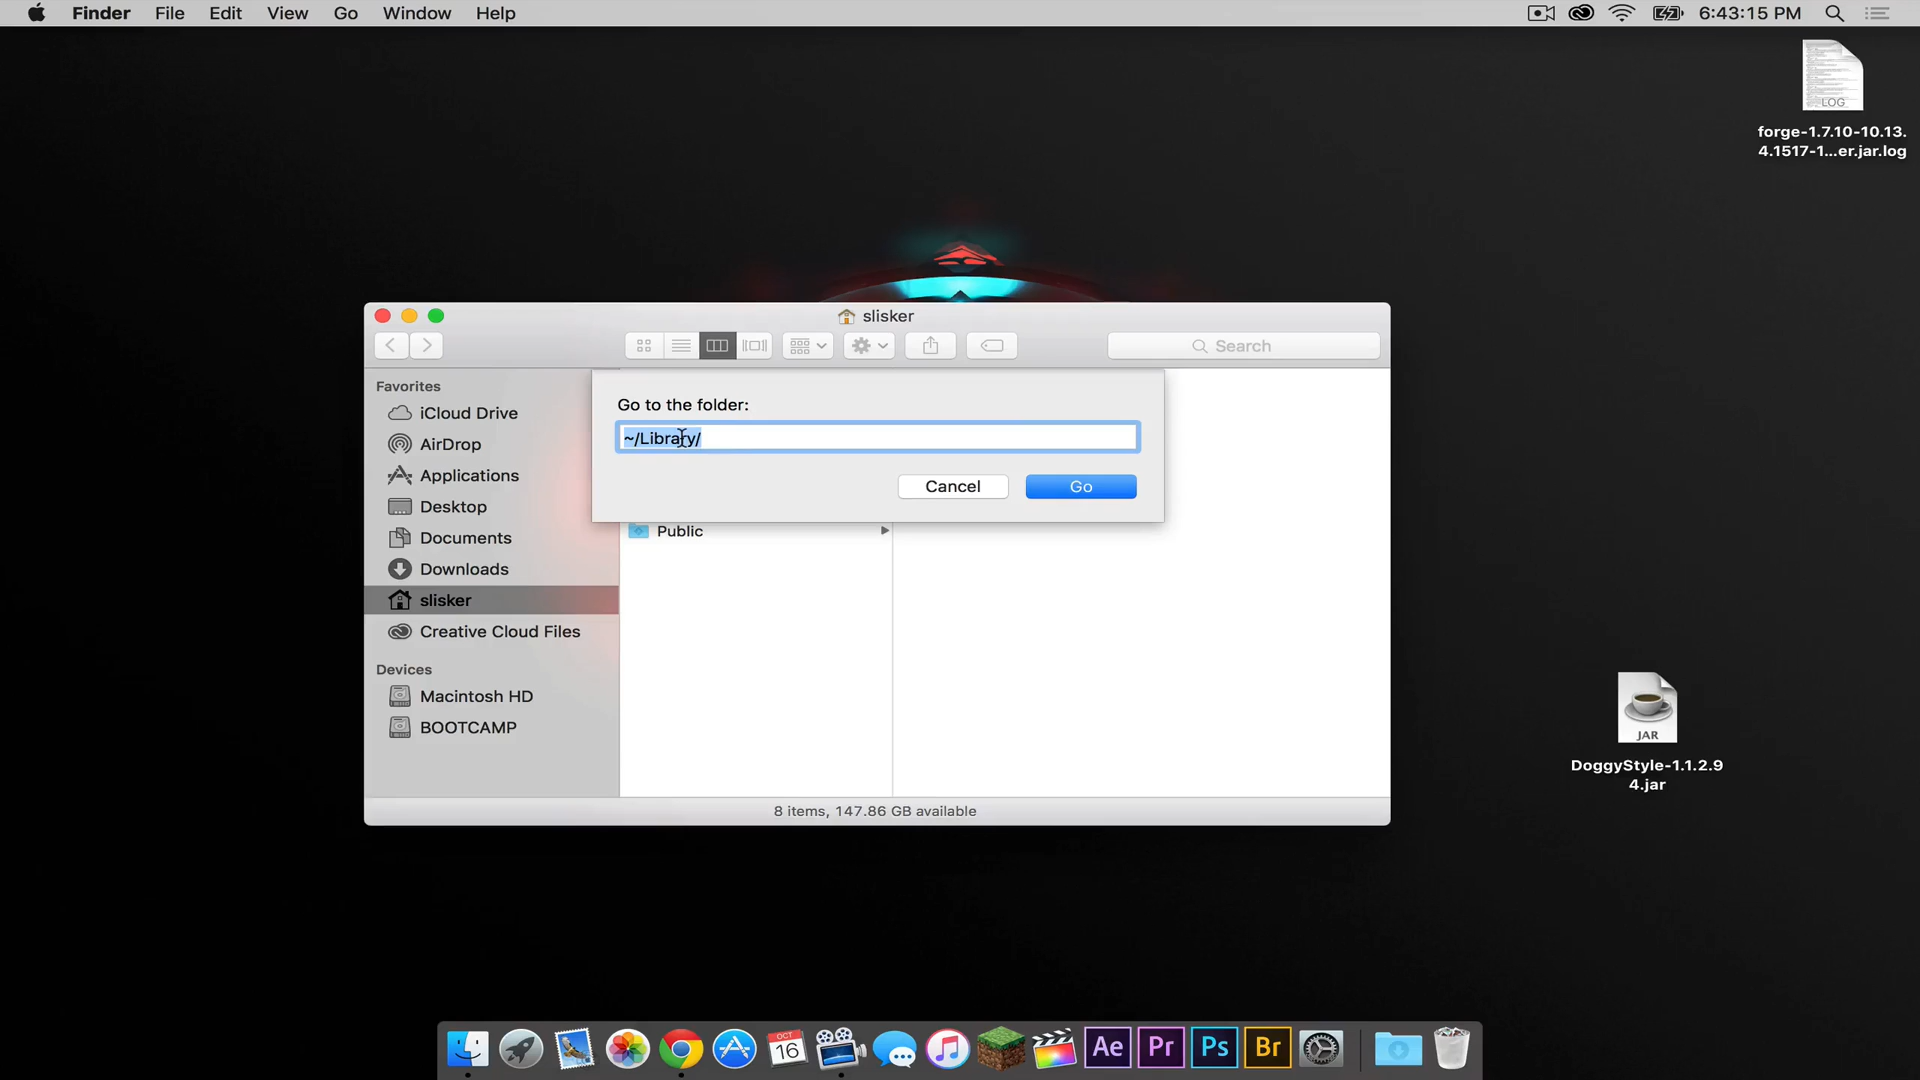 Finder File Edit View Go Window Help 6:43:15 PM
LOG
forge-1.7.10-10.13.
4.1517-1...er.jar.log
slisker
Search
Favorites
iCloud Drive
AirDrop
Applications
Desktop
Documents
Downloads
slisker
Creative Cloud Files
Devices
Macintosh HD
BOOTCAMP
Go to the folder:
~/Library/
Cancel Go
Public
8 items, 147.86 GB available
JAR
DoggyStyle-1.1.2.9
4.jar
OCT
16
Ae Pr Ps Br